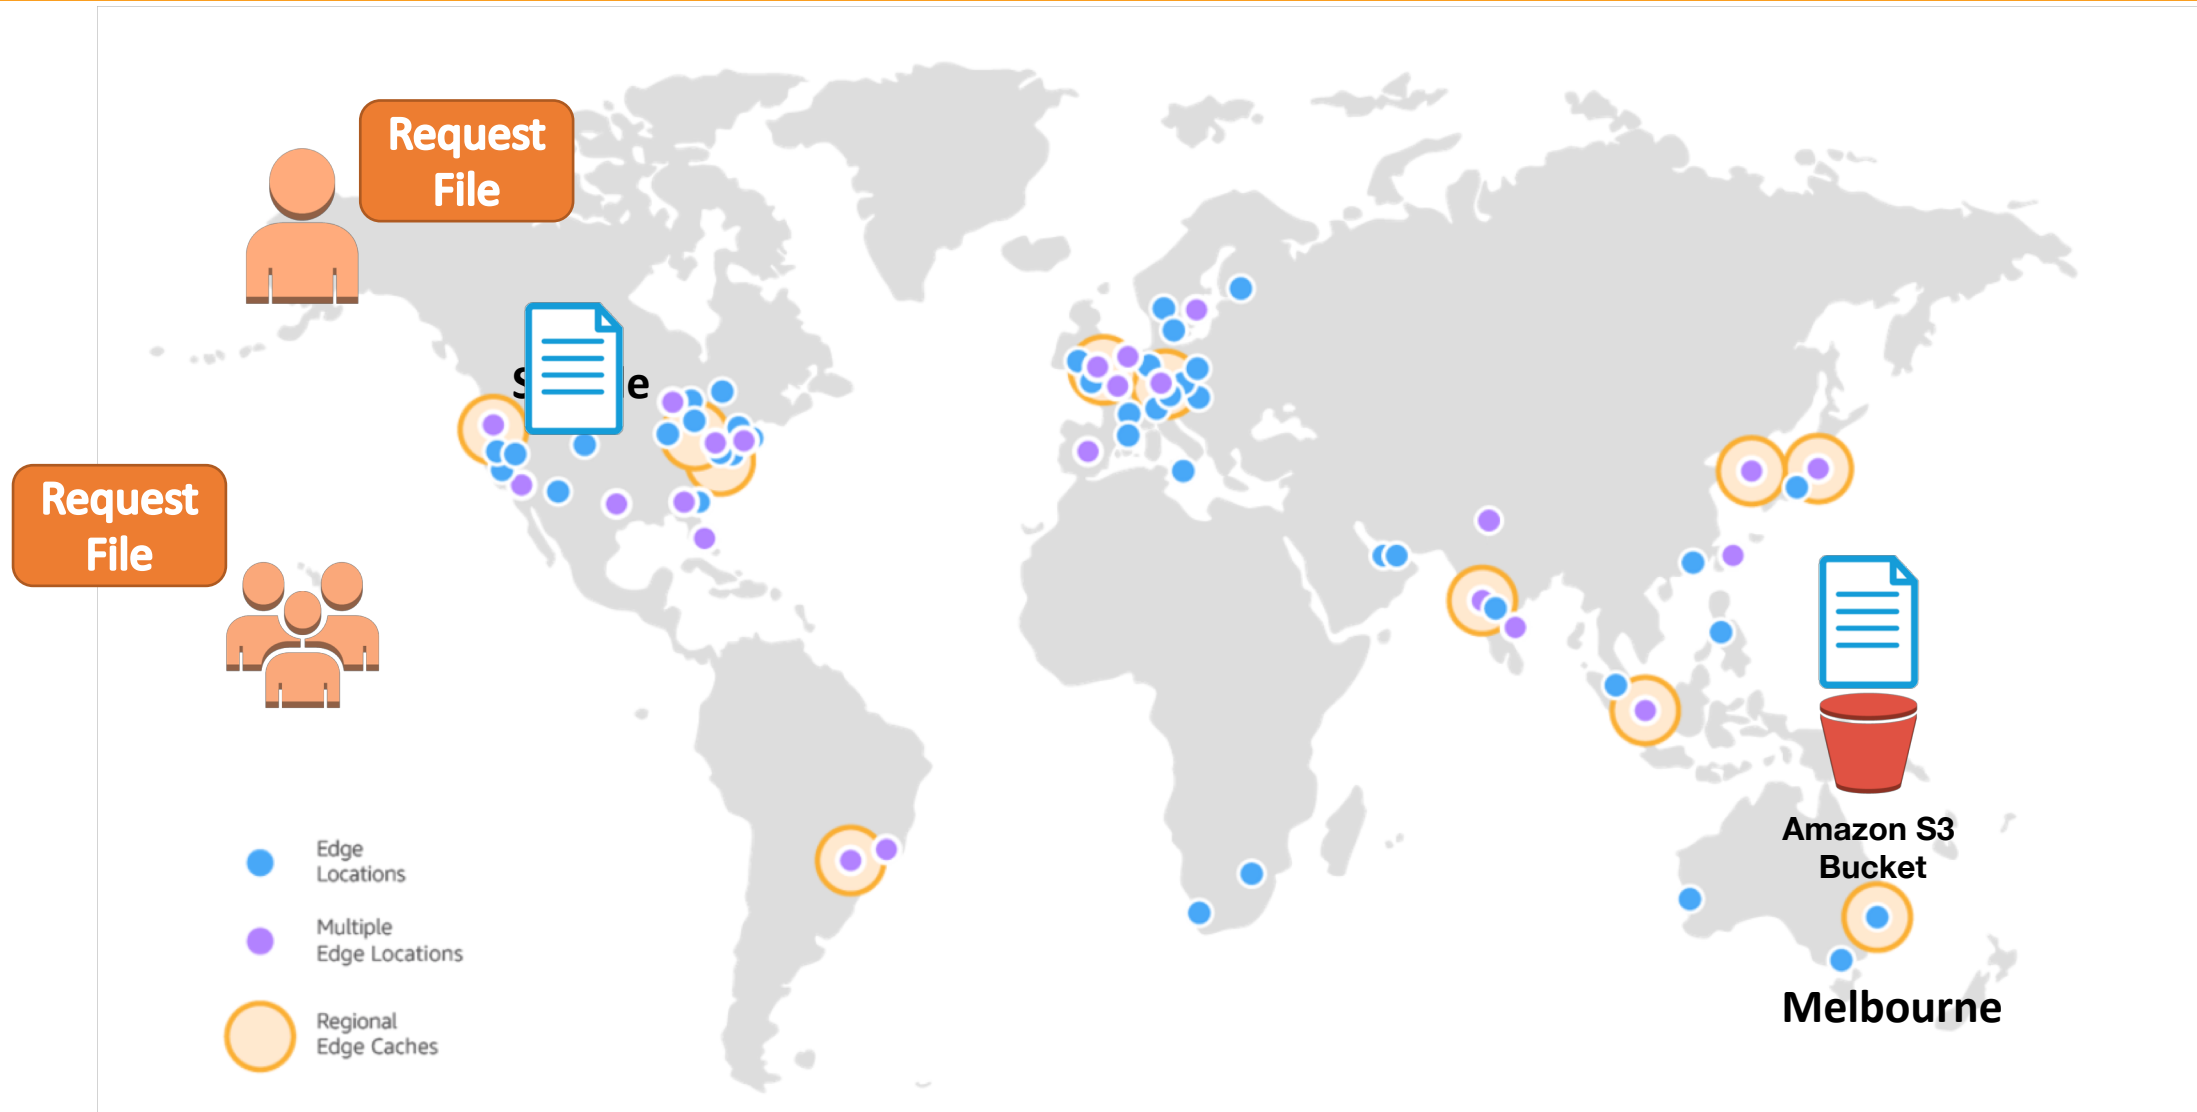 Request
File
Request
File
Edge
Locations
Multiple
Edge Locations
Regional
Edge Caches
Amazon S3
Bucket
Melbourne